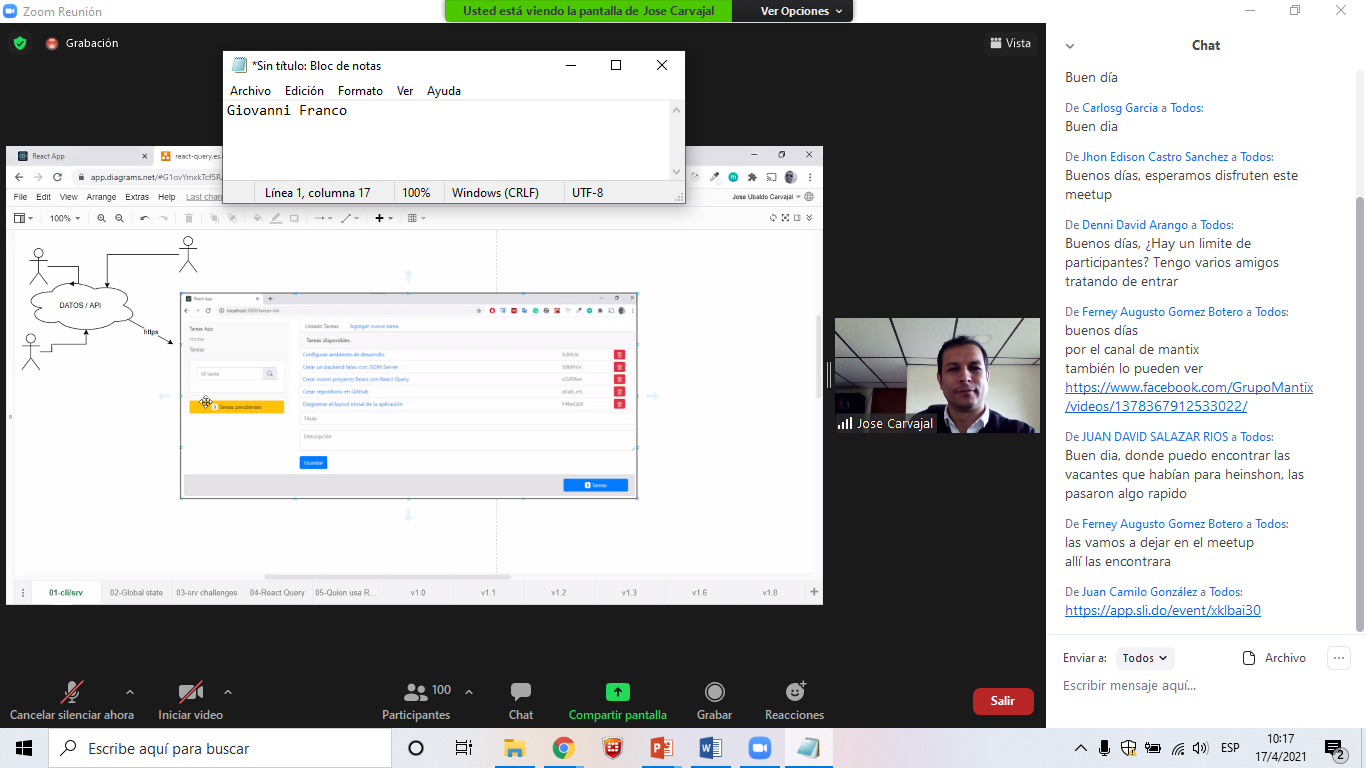 Zoom Reunión
Usted está viendo la pantalla de Jose Carvajal
Ver Opciones
Grabación
Vista
*Sin título: Bloc de notas
Archivo Edición Formato Ver Ayuda
Giovanni Franco
Línea 1, columna 17 100% Windows (CRLF) UTF-8
React App
react-query.es
app.diagrams.net/#G1ovYmxkTcf5R
File Edit View Arrange Extras Help Last chan
Jose Ubaldo Carvajal
100%
DATOS / API
https
React App
localhost:3000/tareas-list
Tareas App
Home
Tareas
Id tarea
Tareas pendientes
Listado Tareas Agregar nueva tarea
Tareas disponibles
Configurar ambiente de desarrollo
Crear un backend falso con JSON Server
Crear nuevo proyecto React con React Query
Crear repositorio en GitHub
Diagramar el layout inicial de la aplicación
Título
Descripción
Guardar
Tareas
01-cli/srv 02-Global state 03-srv challenges 04-React Query 05-Quien usa R... v1.0 v1.1 v1.2 v1.3 v1.6 v1.8
Jose Carvajal
Chat
Buen día
De Carlosg Garcia a Todos:
Buen dia
De Jhon Edison Castro Sanchez a Todos:
Buenos días, esperamos disfruten este
meetup
De Denni David Arango a Todos:
Buenos días, ¿Hay un limite de
participantes? Tengo varios amigos
tratando de entrar
De Ferney Augusto Gomez Botero a Todos:
buenos días
por el canal de mantix
también lo pueden ver
https://www.facebook.com/GrupoMantix
/videos/1378367912533022/
De JUAN DAVID SALAZAR RIOS a Todos:
Buen dia, donde puedo encontrar las
vacantes que habían para heinshon, las
pasaron algo rapido
De Ferney Augusto Gomez Botero a Todos:
las vamos a dejar en el meetup
allí las encontrara
De Juan Camilo González a Todos:
https://app.sli.do/event/xklbai30
Enviar a: Todos Archivo
Escribir mensaje aquí...
Cancelar silenciar ahora
Iniciar video
100
Participantes
Chat
Compartir pantalla
Grabar
Reacciones
Salir
Escribe aquí para buscar
ESP
10:17
17/4/2021
2